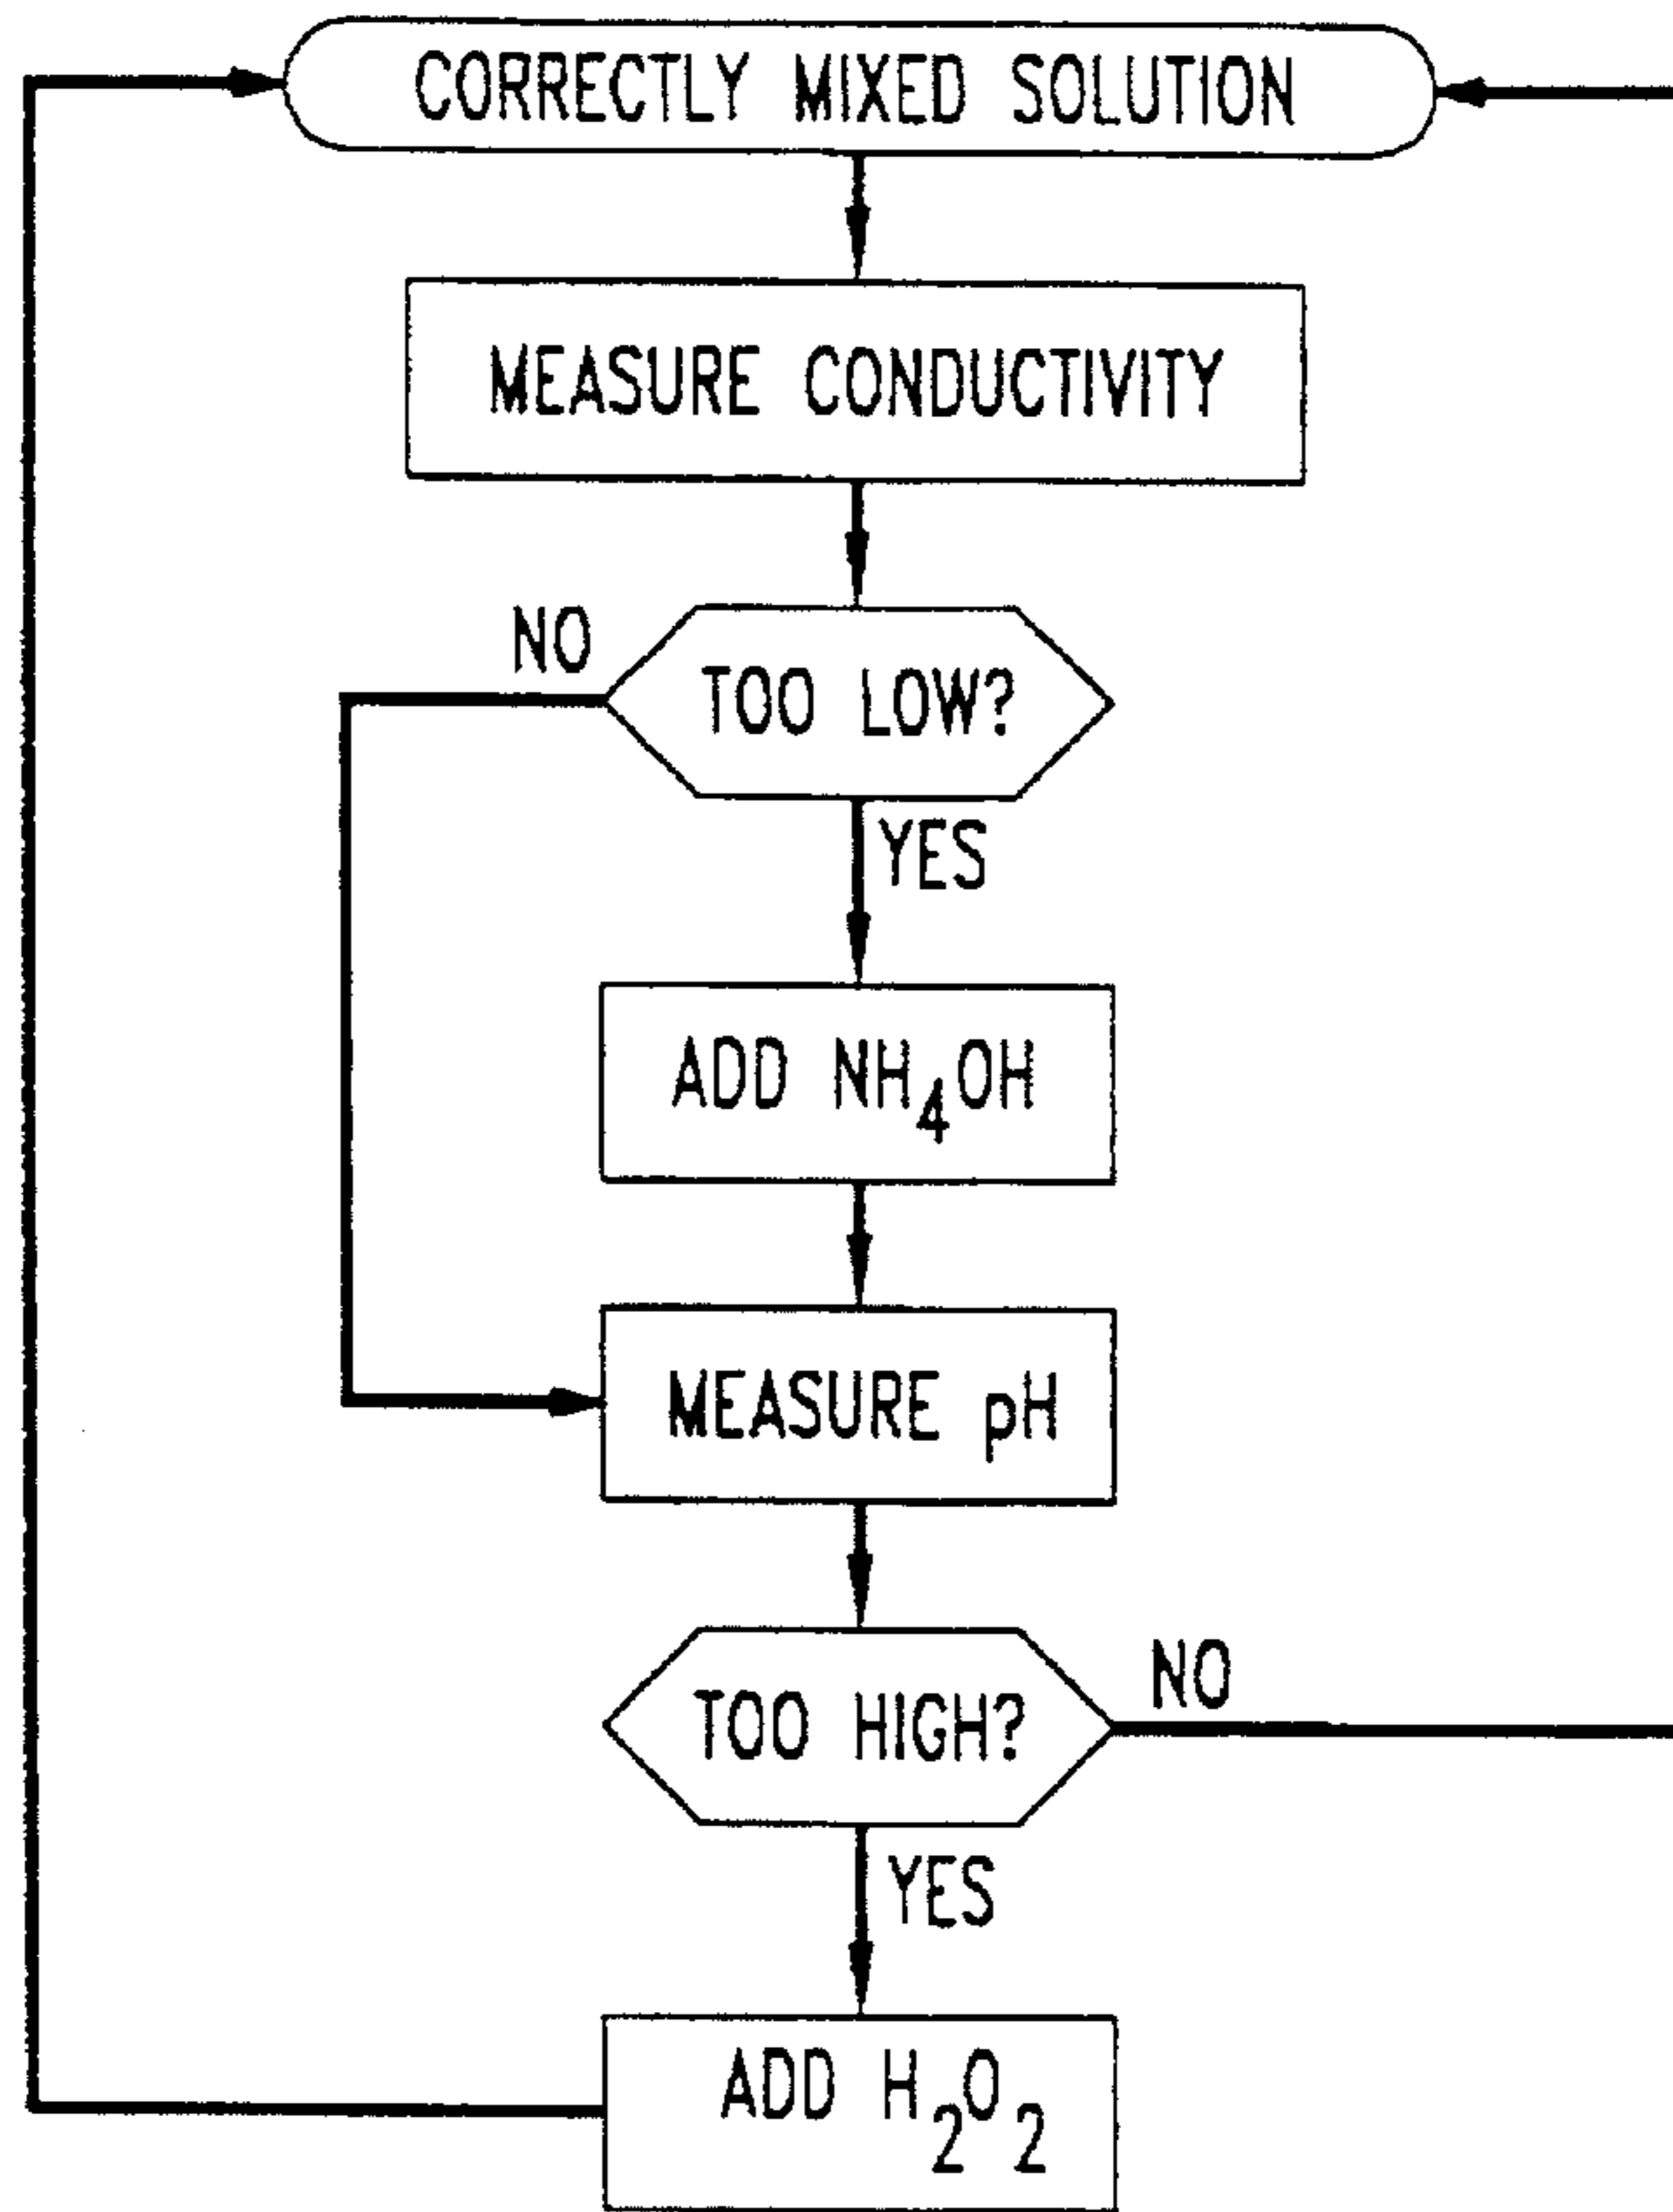 CORRECTLY MIXED SOLUTION
MEASURE CONDUCTIVITY
NO
TOO LOW?
YES
ADD NH₄OH
MEASURE pH
NO
TOO HIGH?
YES
ADD H₂O₂